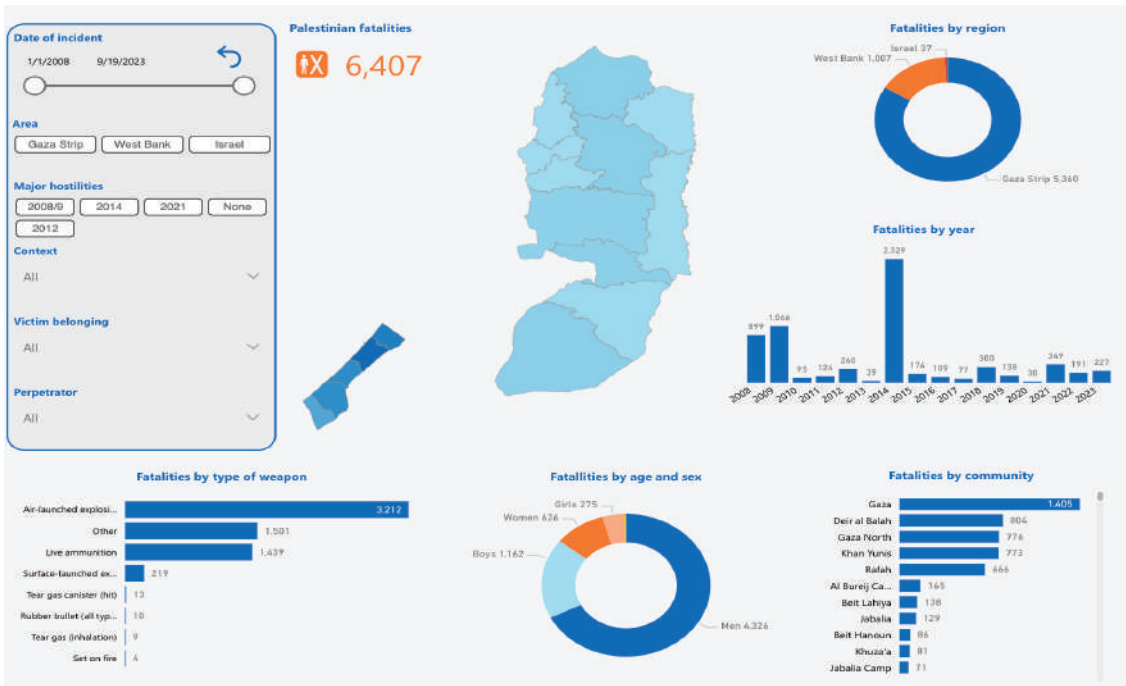 Date of incident
1/1/2008 9/19/2023
Area
Gaza Strip West Bank Israel
Major hostilities
2008/9 2014 2021 None
2012
Context
All
Victim belonging
All
Perpetrator
All
Palestinian fatalities
6,407
Fatalities by region
Israel 37
West Bank 1,007
Gaza Strip 5,360
Fatalities by year
2.329
1.066
899
95
124
260
39
174
109
77
300
138
30
349
191
227
2008 2009 2010 2011 2012 2013 2014 2015 2016 2017 2018 2019 2020 2021 2022 2023
Fatalities by type of weapon
Air-launched explosi... 3.212
Other 1.501
Live ammunition 1.439
Surface-launched ex... 219
Tear gas canister (hit) 13
Rubber bullet (all typ... 10
Tear gas (inhalation) 9
Set on fire 4
Fatallities by age and sex
Girls 275
Women 626
Boys 1.162
Men 4.326
Fatalities by community
Gaza 1.405
Deir al Balah 804
Gaza North 776
Khan Yunis 773
Rafah 666
Al Bureij Ca... 165
Beit Lahiya 138
Jabalia 129
Beit Hanoun 86
Khuza'a 81
Jabalia Camp 71